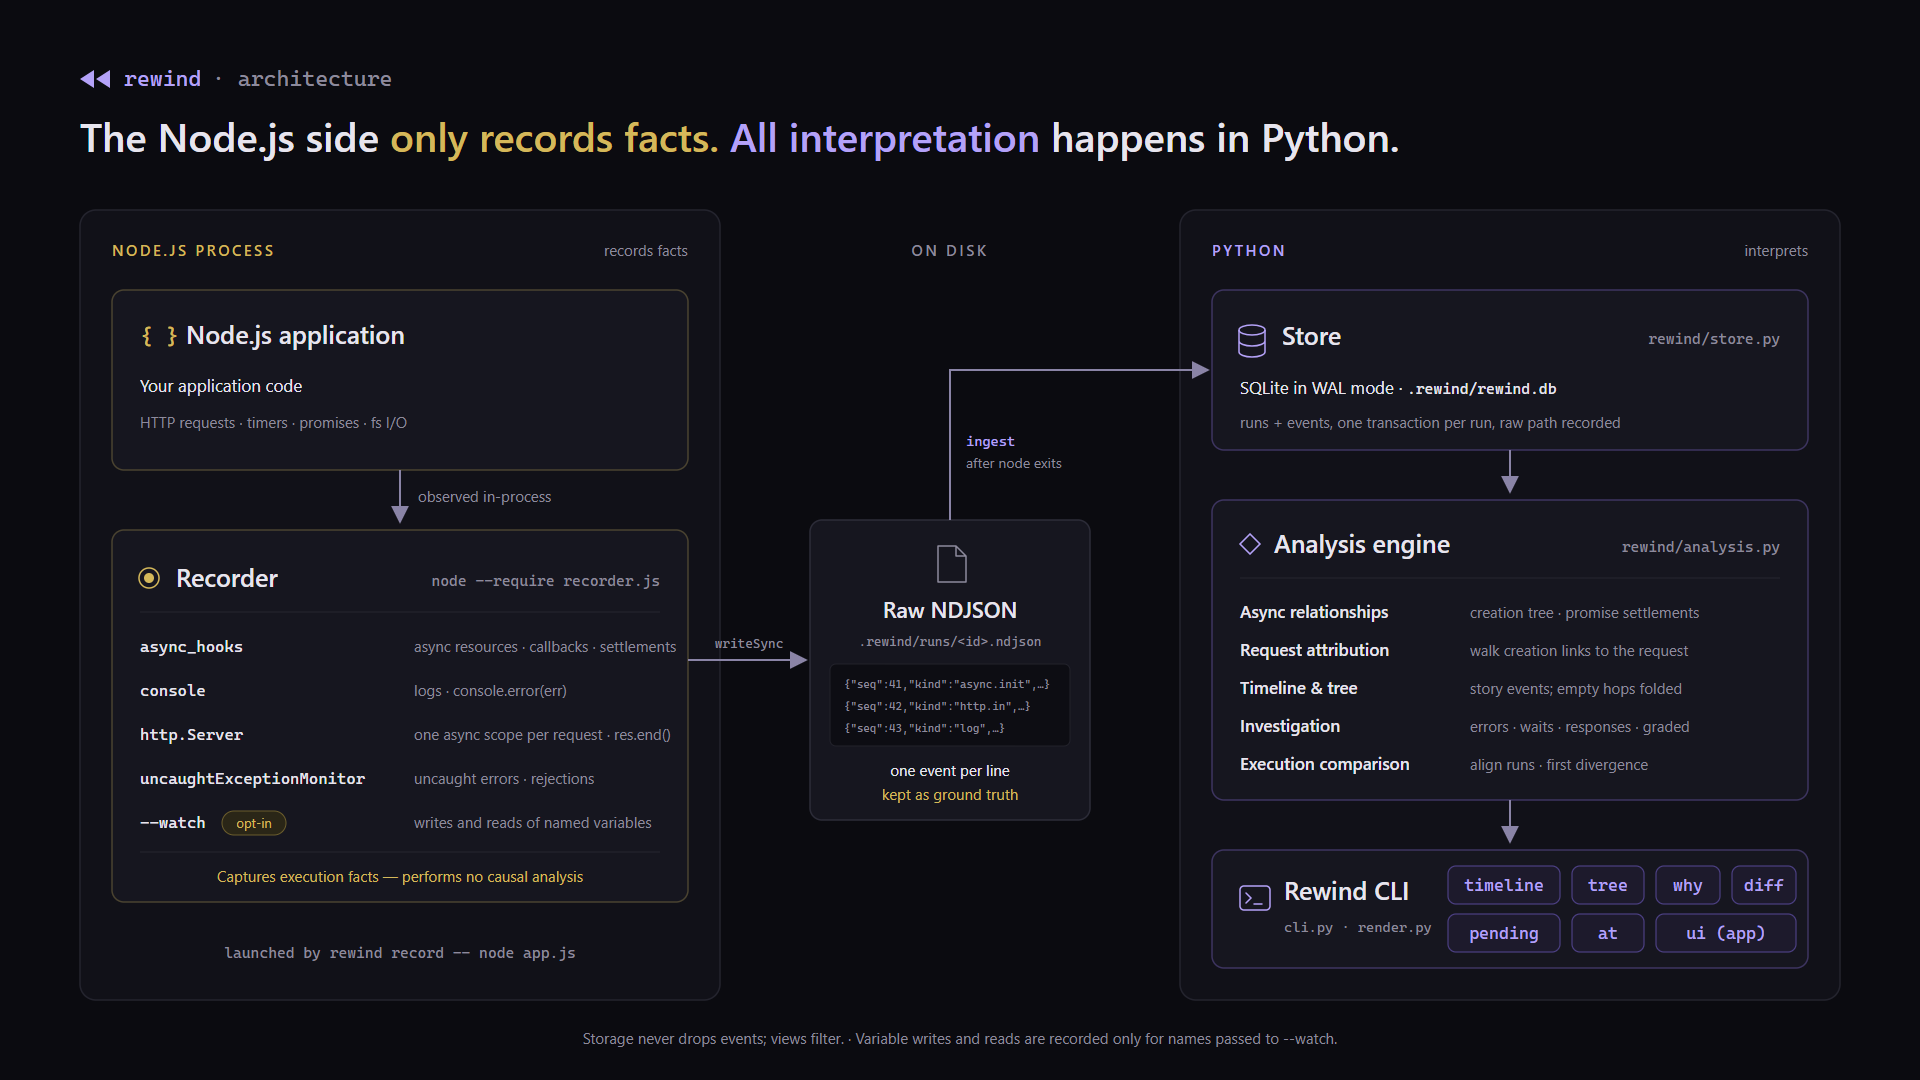 rewind · architecture
The Node.js side only records facts. All interpretation happens in Python.
NODE.JS PROCESS
records facts
{ } Node.js application
Your application code
HTTP requests · timers · promises · fs I/O
observed in-process
Recorder
node --require recorder.js
async_hooks
async resources · callbacks · settlements
console
logs · console.error(err)
http.Server
one async scope per request · res.end()
uncaughtExceptionMonitor
uncaught errors · rejections
--watch
opt-in
writes and reads of named variables
Captures execution facts — performs no causal analysis
launched by rewind record -- node app.js
ON DISK
writeSync
ingest
after node exits
Raw NDJSON
.rewind/runs/<id>.ndjson
{"seq":41,"kind":"async.init",…}
{"seq":42,"kind":"http.in",…}
{"seq":43,"kind":"log",…}
one event per line
kept as ground truth
PYTHON
interprets
Store
rewind/store.py
SQLite in WAL mode · .rewind/rewind.db
runs + events, one transaction per run, raw path recorded
Analysis engine
rewind/analysis.py
Async relationships
creation tree · promise settlements
Request attribution
walk creation links to the request
Timeline & tree
story events; empty hops folded
Investigation
errors · waits · responses · graded
Execution comparison
align runs · first divergence
Rewind CLI
cli.py · render.py
timeline
tree
why
diff
pending
at
ui (app)
Storage never drops events; views filter. · Variable writes and reads are recorded only for names passed to --watch.